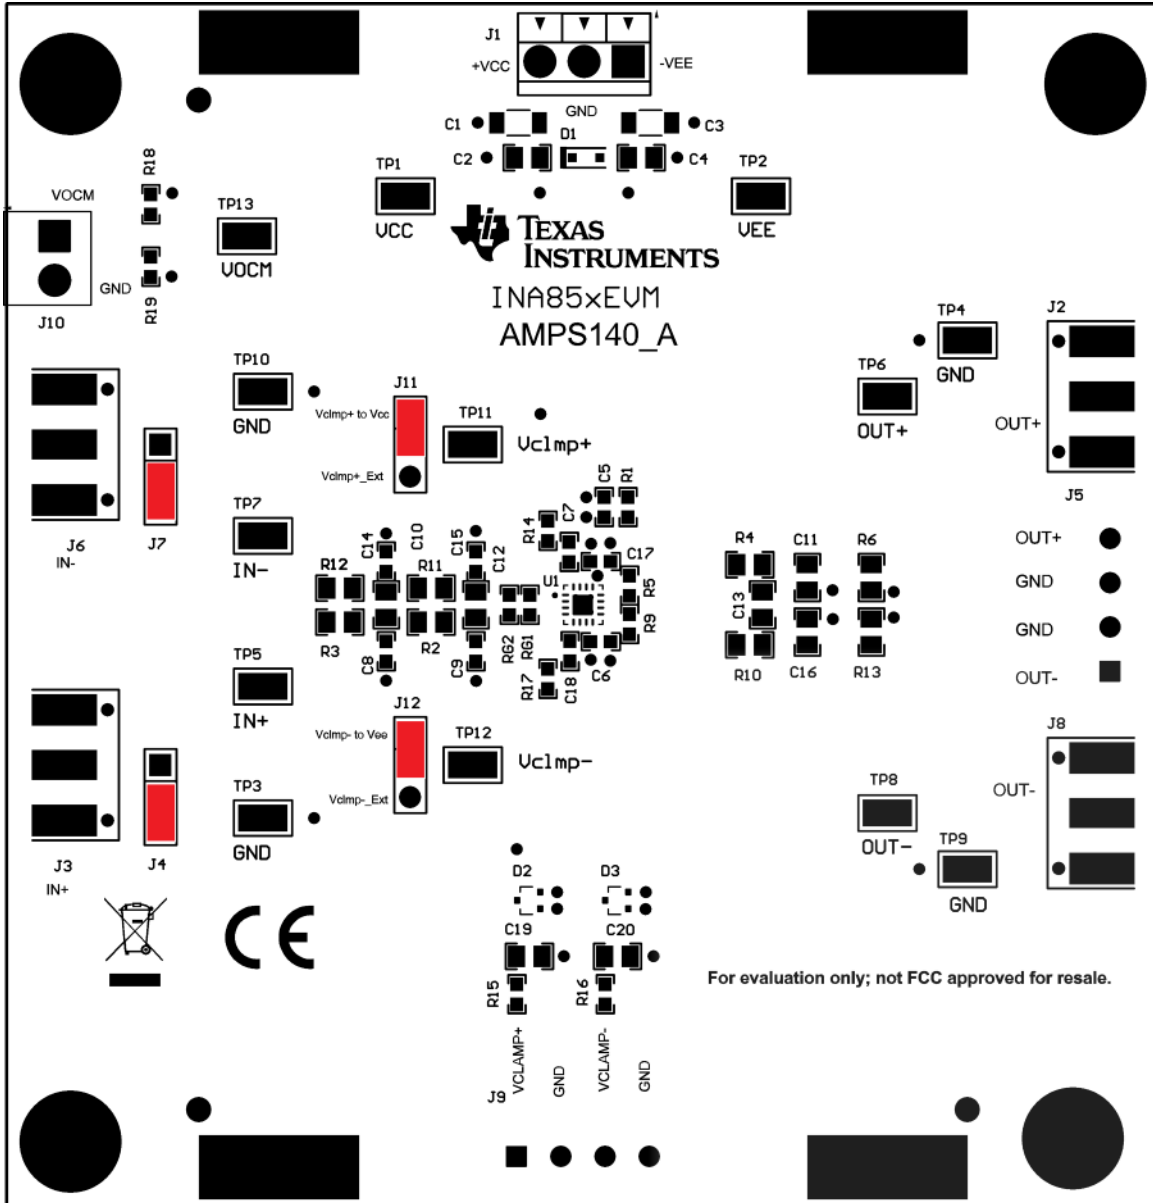 J1
+VCC
-VEE
GND
C1
C3
D1
C2
C4
TP1
VCC
TP2
VEE
R18
VOCM
TP13
VOCM
GND
R19
J10
TEXAS
INSTRUMENTS
INA85xEVM
AMPS140_A
TP4
GND
J2
TP6
OUT+
OUT+
J5
TP10
GND
J11
Vclmp+ to Vcc
TP11
Vclmp+
Vclmp+_Ext
J6
IN-
J7
TP7
IN-
C5
R1
C7
R14
C14
C10
C15
C12
C17
R12
R11
U1
R5
R9
R3
R2
RG2
RG1
C8
C9
R17
C18
C6
R4
C11
R6
C13
R10
C16
R13
OUT+
GND
GND
OUT-
TP5
IN+
J12
Vclmp- to Vee
TP12
Vclmp-
Vclmp-_Ext
J8
OUT-
TP8
OUT-
TP9
GND
TP3
GND
J3
IN+
J4
CE
D2
D3
C19
C20
R15
R16
For evaluation only; not FCC approved for resale.
VCLAMP+
GND
VCLAMP-
GND
J9